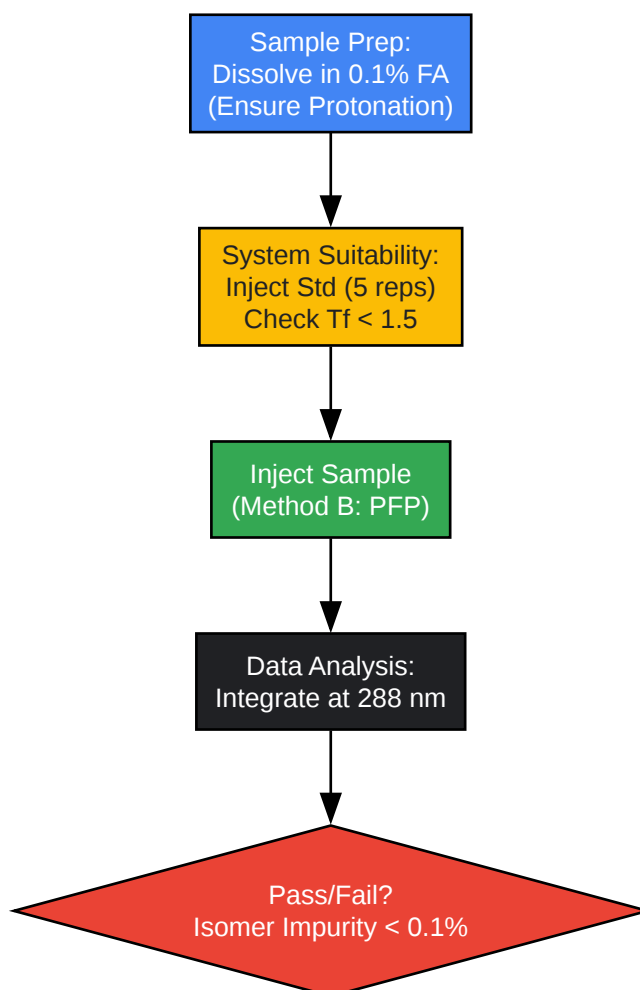 Sample Prep:
Dissolve in 0.1% FA
(Ensure Protonation)
System Suitability:
Inject Std (5 reps)
Check Tf < 1.5
Inject Sample
(Method B: PFP)
Data Analysis:
Integrate at 288 nm
Pass/Fail?
Isomer Impurity < 0.1%